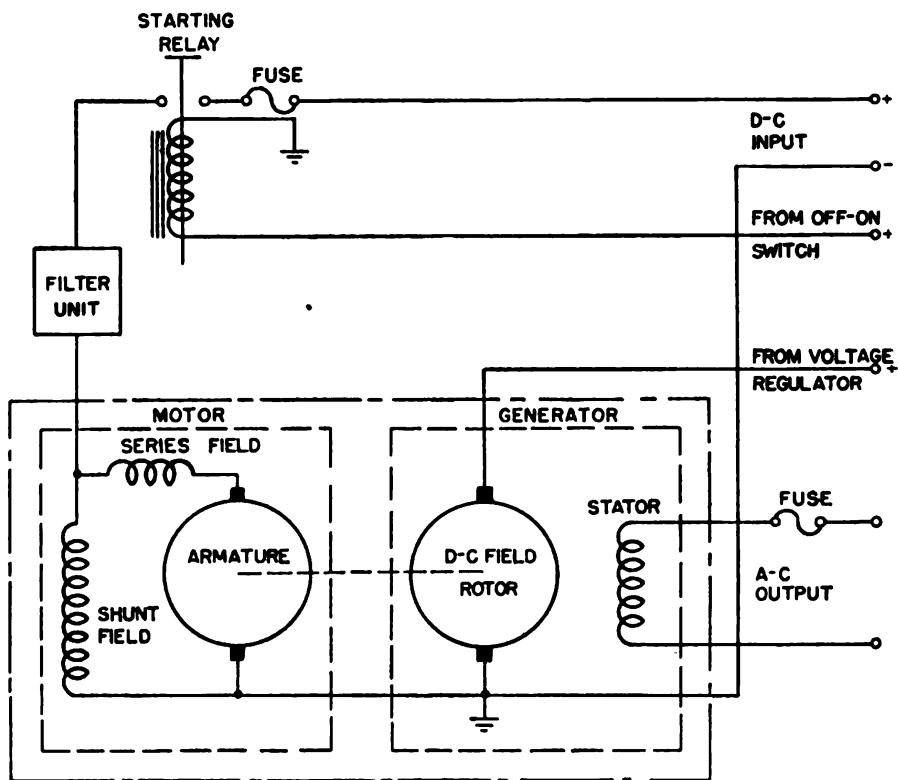 STARTING
RELAY
FUSE
+
D-C
INPUT
-
FROM OFF-ON
+
SWITCH
FILTER
UNIT
FROM VOLTAGE
+
REGULATOR
MOTOR
GENERATOR
SERIES FIELD
STATOR
FUSE
ARMATURE
D-C FIELD
ROTOR
SHUNT
FIELD
A-C
OUTPUT